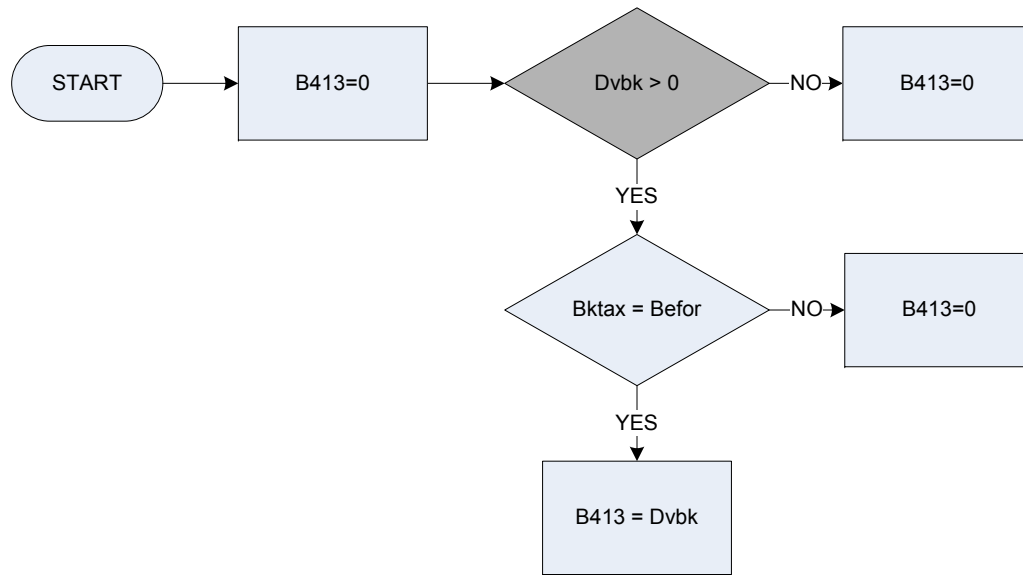 START
B413=0
Dvbk > 0
NO
B413=0
YES
Bktax = Befor
NO
B413=0
YES
B413 = Dvbk